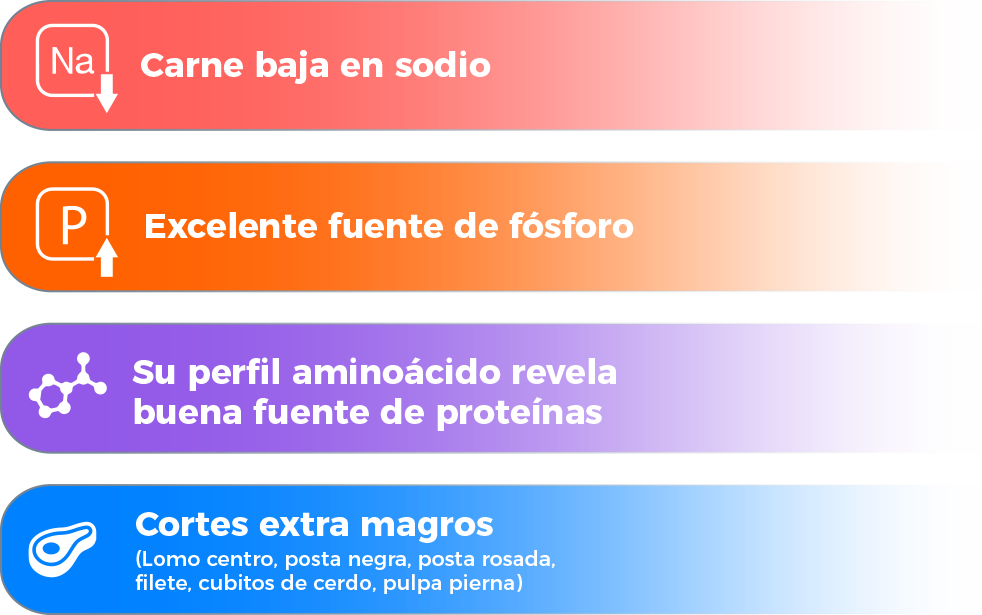 Na
Carne baja en sodio
P
Excelente fuente de fósforo
Su perfil aminoácido revela
buena fuente de proteínas
Cortes extra magros
(Lomo centro, posta negra, posta rosada,
filete, cubitos de cerdo, pulpa pierna)